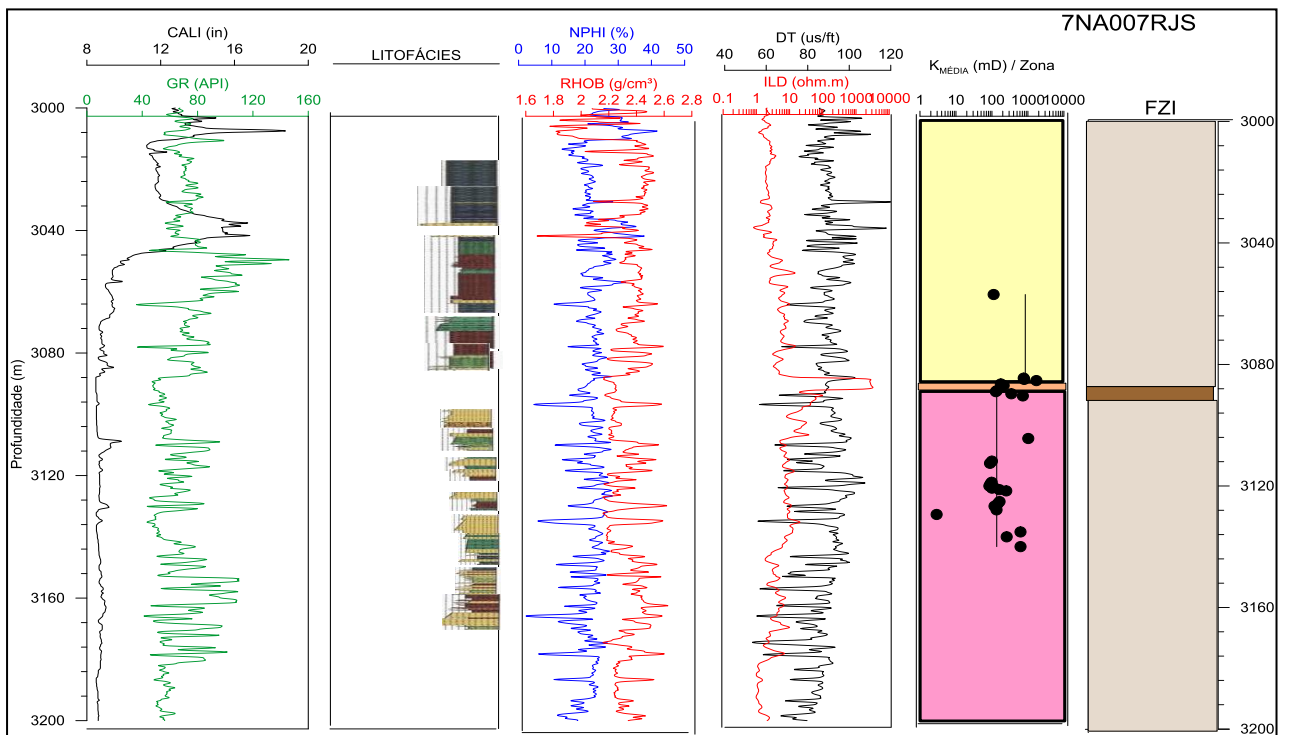 7NA007RJS
CALI (in)
8 12 16 20
GR (API)
0 40 80 120 160
LITOFÁCIES
NPHI (%)
0 10 20 30 40 50
RHOB (g/cm³)
1.6 1.8 2 2.2 2.4 2.6 2.8
DT (us/ft)
40 60 80 100 120
ILD (ohm.m)
0.1 1 10 100 1000 10000
KMÉDIA (mD) / Zona
1 10 100 1000 10000
FZI
Profundidade (m)
3000
3040
3080
3120
3160
3200
3000
3040
3080
3120
3160
3200